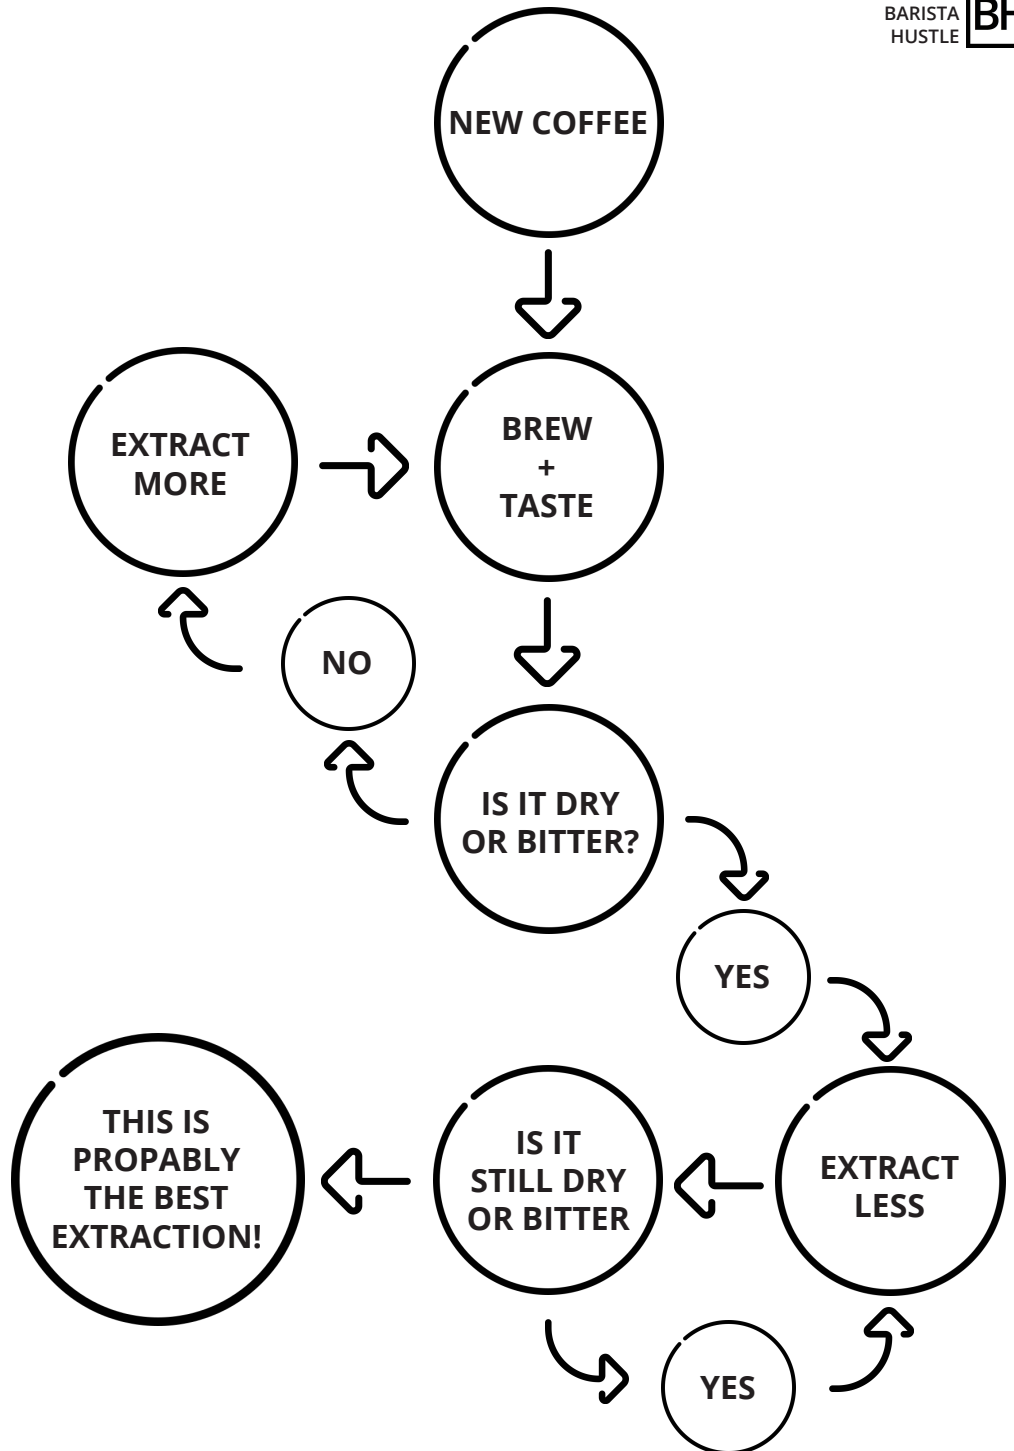 BARISTA
HUSTLE
BH
NEW COFFEE
BREW
+
TASTE
EXTRACT
MORE
NO
IS IT DRY
OR BITTER?
YES
EXTRACT
LESS
IS IT
STILL DRY
OR BITTER
THIS IS
PROPABLY
THE BEST
EXTRACTION!
YES